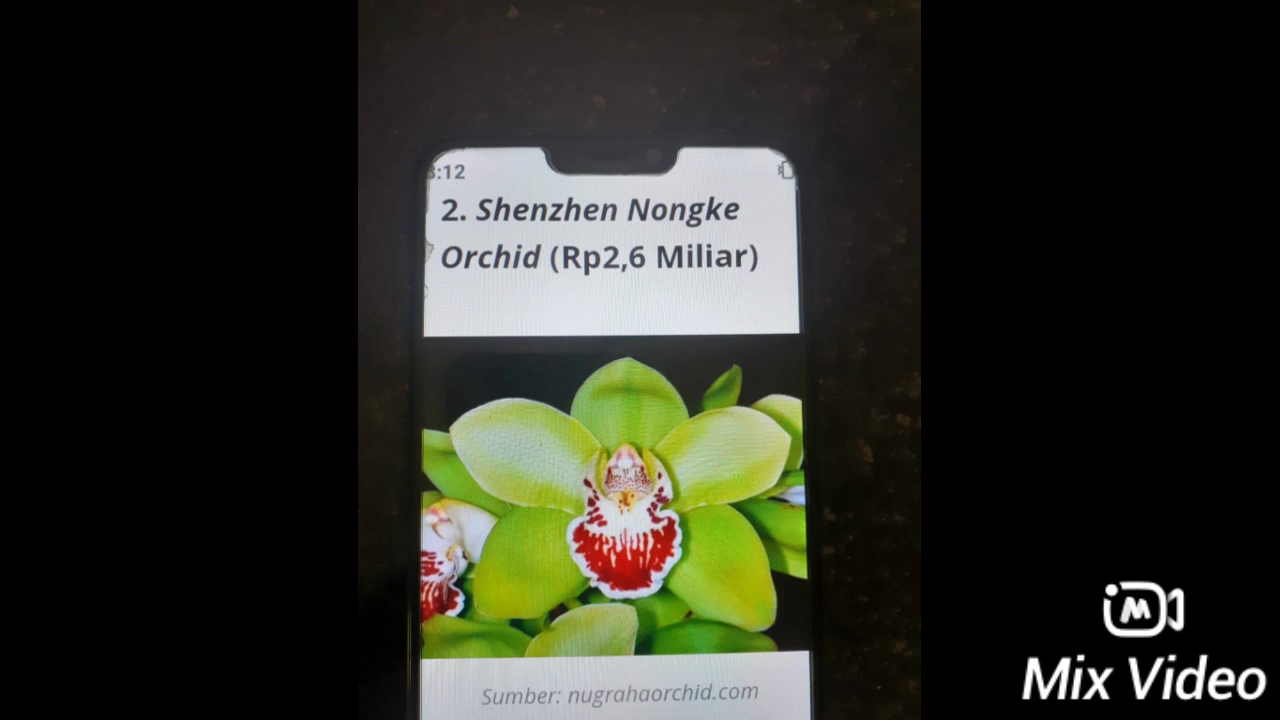 :12
2. Shenzhen Nongke
Orchid (Rp2,6 Miliar)
Sumber: nugrahaorchid.com
Mix Video